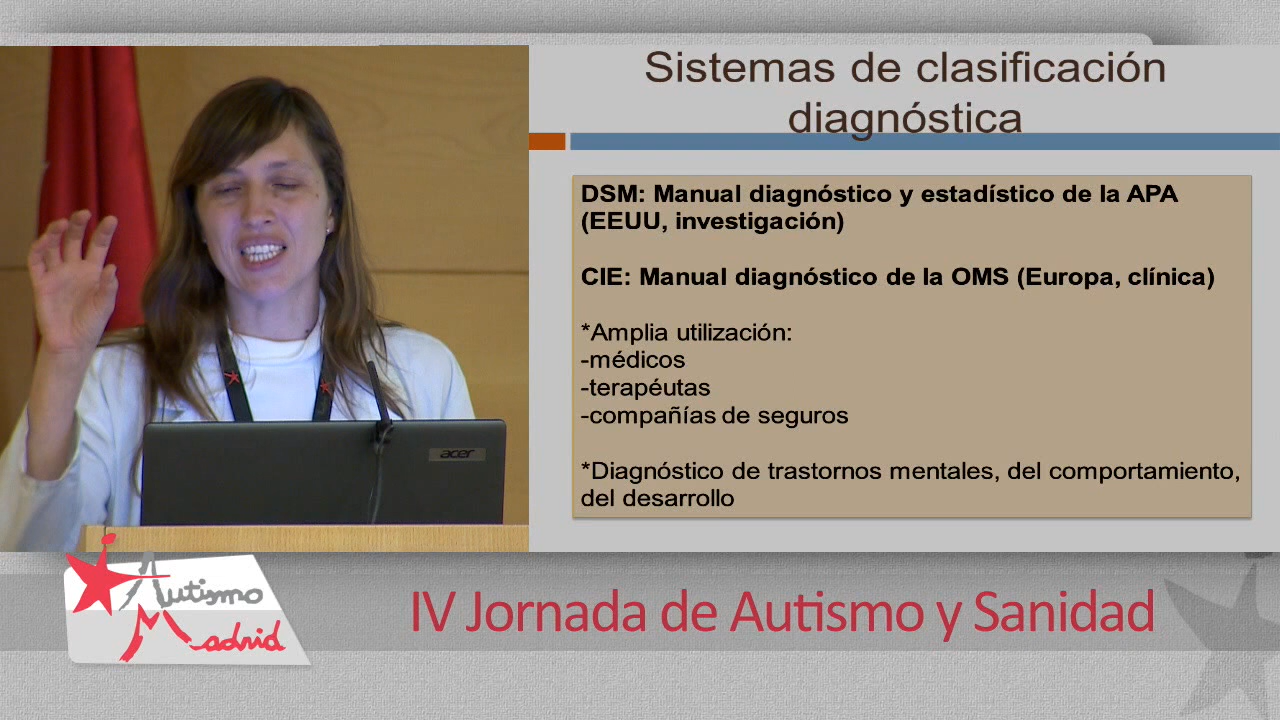 Sistemas de clasificación
diagnóstica
DSM: Manual diagnóstico y estadístico de la APA
(EEUU, investigación)
CIE: Manual diagnóstico de la OMS (Europa, clínica)
*Amplia utilización:
-médicos
-terapéutas
-compañías de seguros
*Diagnóstico de trastornos mentales, del comportamiento,
del desarrollo
acer
Autismo
Madrid
IV Jornada de Autismo y Sanidad